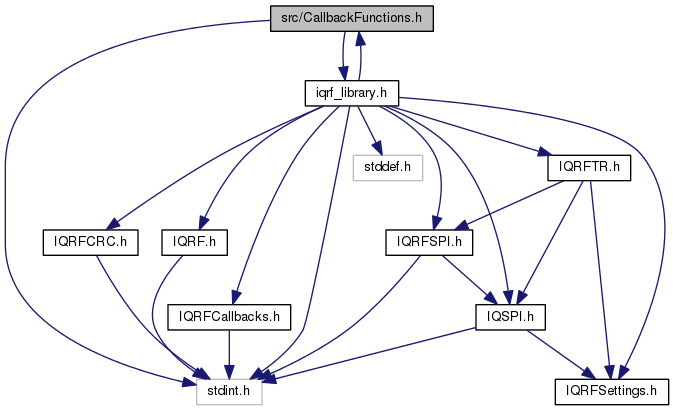 src/CallbackFunctions.h
iqrf_library.h
stddef.h
IQRFTR.h
IQRFCRC.h
IQRF.h
IQRFSPI.h
IQRFCallbacks.h
IQSPI.h
stdint.h
IQRFSettings.h